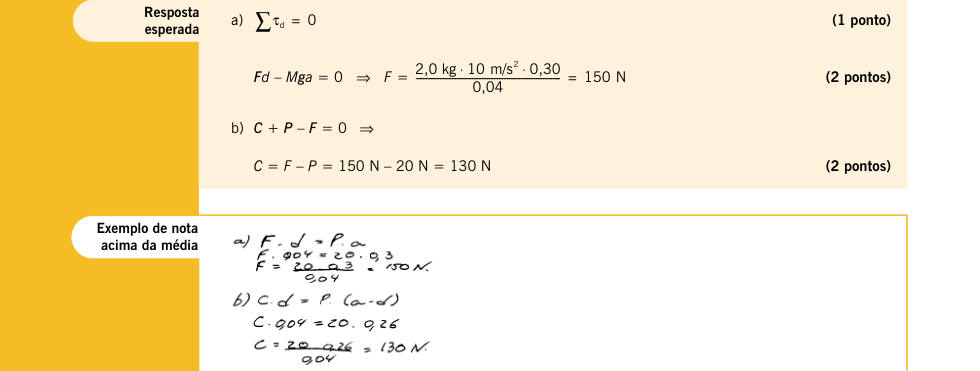 Resposta
esperada
a) ∑τd = 0 (1 ponto)
Fd – Mga = 0 ⇒ F = 2,0 kg · 10 m/s² · 0,30 / 0,04 = 150 N (2 pontos)
b) C + P – F = 0 ⇒
C = F – P = 150 N – 20 N = 130 N (2 pontos)
Exemplo de nota
acima da média
a) F. d = P. a
F. 0,04 = 20. 0,3
F = 20 0,3 / 0,04 = 150 N.
b) C. d = P. (a-d)
C. 0,04 = 20. 0,26
C = 20 0,26 / 0,04 = 130 N.